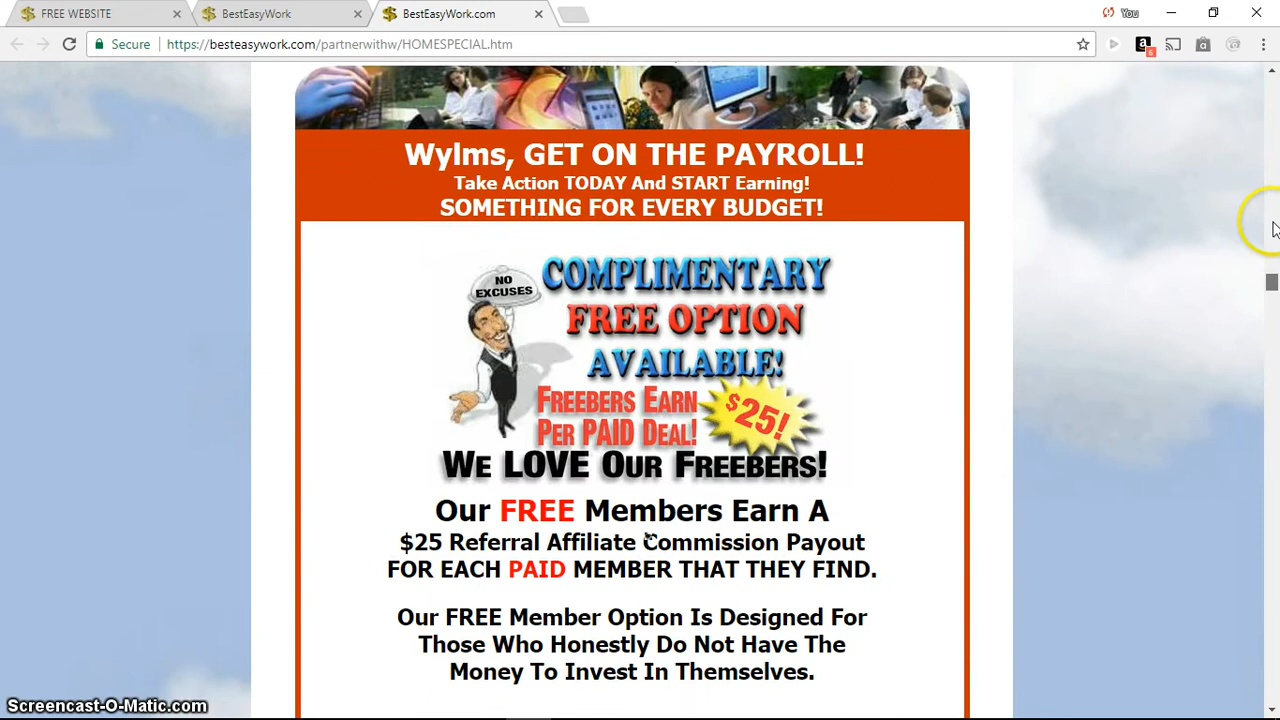 FREE WEBSITE
BestEasyWork
BestEasyWork.com
You
Secure
https://besteasywork.com/partnerwithw/HOMESPECIAL.htm
6
Wylms, GET ON THE PAYROLL!
Take Action TODAY And START Earning!
SOMETHING FOR EVERY BUDGET!
NO
EXCUSES
COMPLIMENTARY
FREE OPTION
AVAILABLE!
FREEBERS EARN
PER PAID DEAL!
$25!
WE LOVE OUR FREEBERS!
Our FREE Members Earn A
$25 Referral Affiliate Commission Payout
FOR EACH PAID MEMBER THAT THEY FIND.
Our FREE Member Option Is Designed For
Those Who Honestly Do Not Have The
Money To Invest In Themselves.
Screencast-O-Matic.com